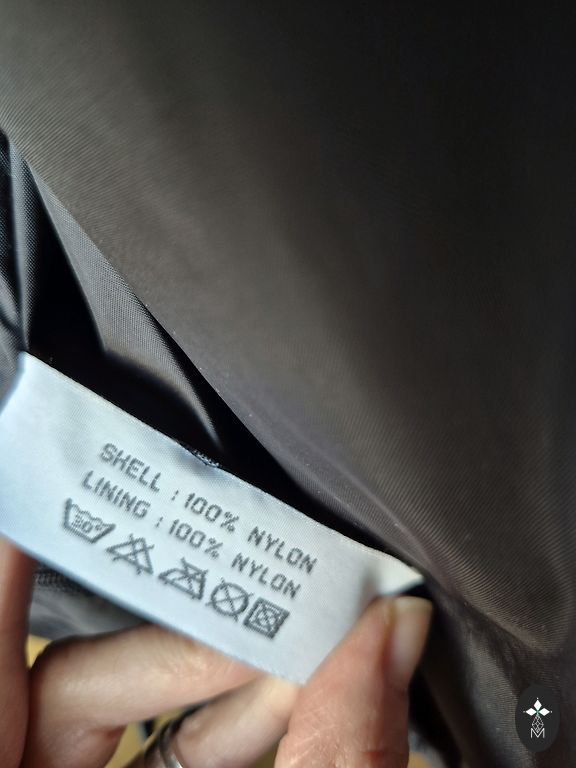 SHELL : 100% NYLON
LINING : 100% NYLON
30°